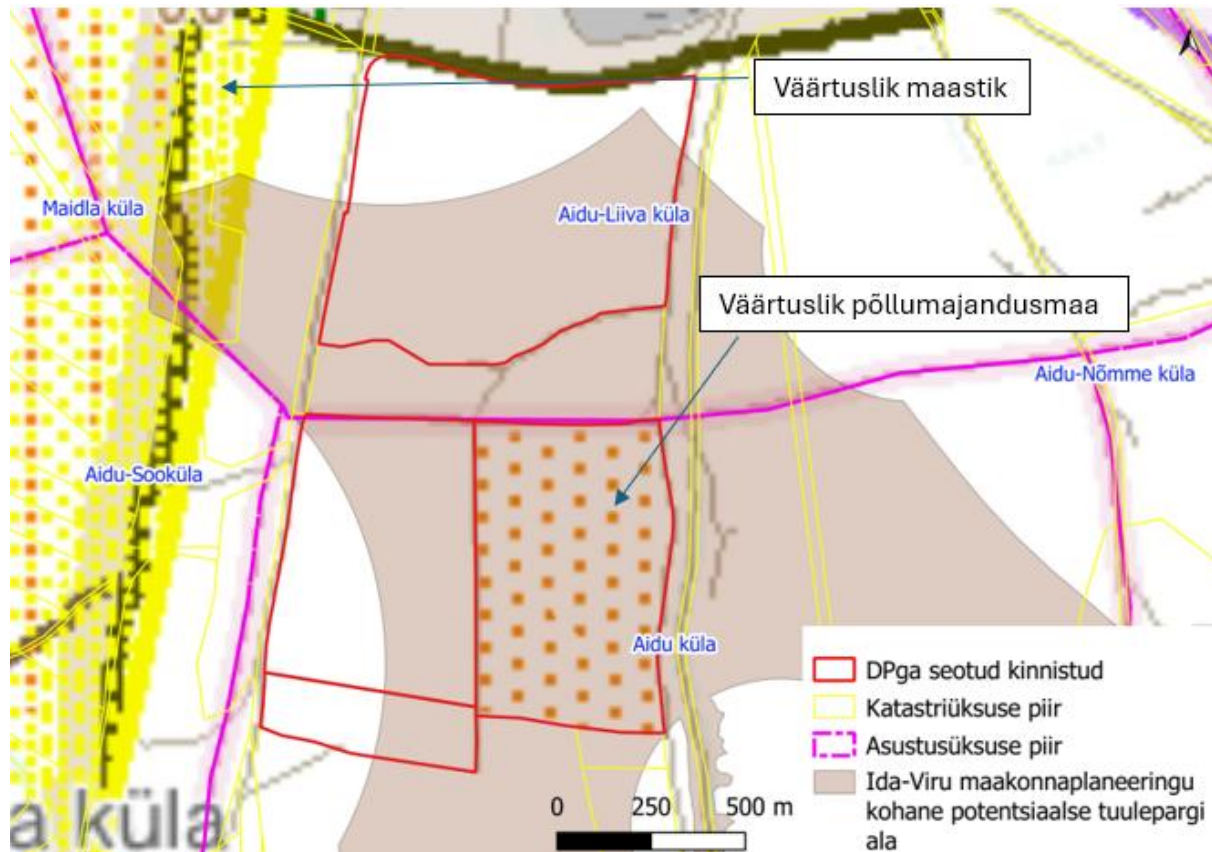 Väärtuslik maastik
Maidla küla
Aidu-Liiva küla
Väärtuslik põllumajandusmaa
Aidu-Nõmme küla
Aidu-Sooküla
Aidu küla
DPga seotud kinnistud
Katastriüksuse piir
Asustusüksuse piir
Ida-Viru maakonnaplaneeringu
kohane potentsiaalse tuulepargi
ala
0 250 500 m
a küla